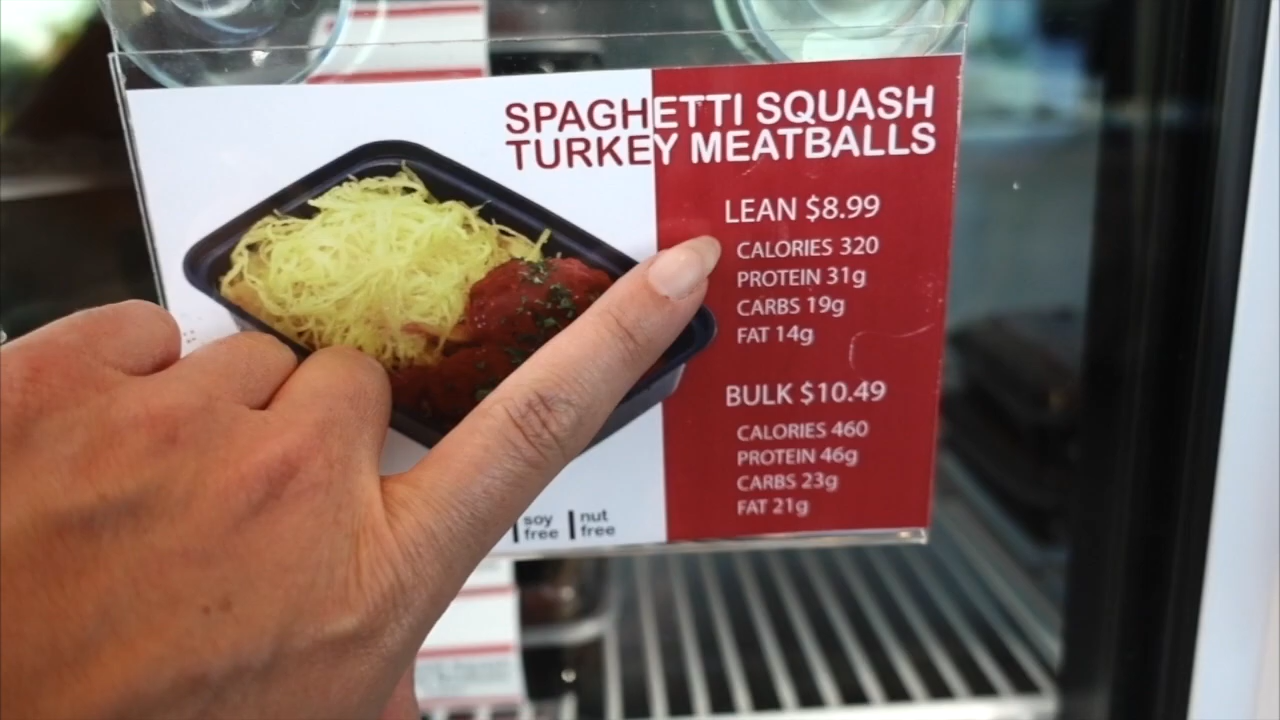 SPAGHETTI SQUASH
TURKEY MEATBALLS
LEAN $8.99
CALORIES 320
PROTEIN 31g
CARBS 19g
FAT 14g
BULK $10.49
CALORIES 460
PROTEIN 46g
CARBS 23g
FAT 21g
soy free
nut free